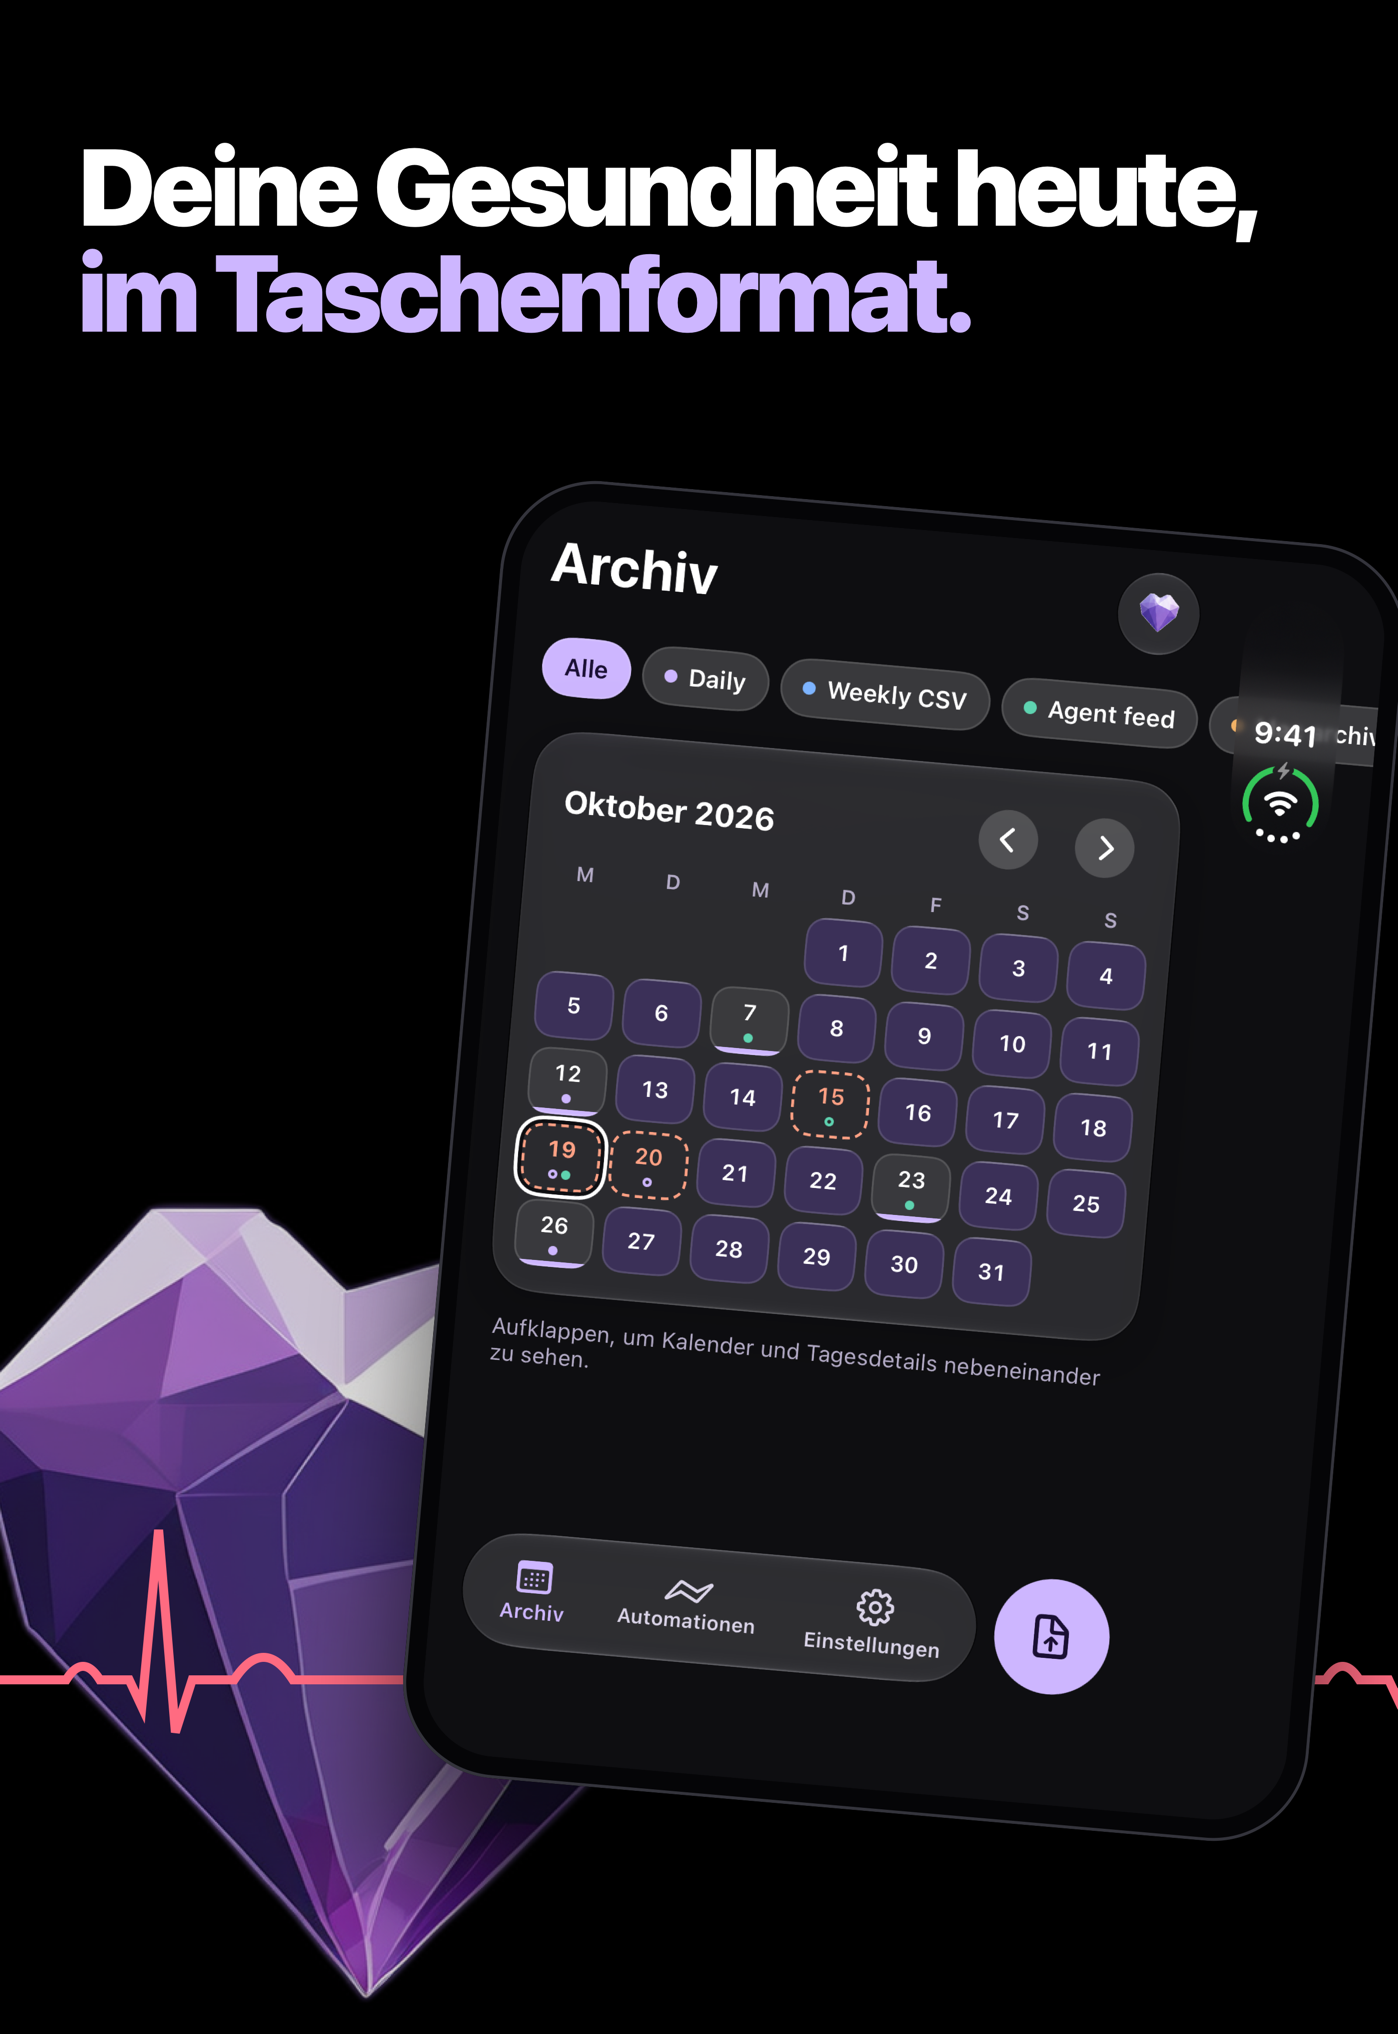 Deine Gesundheit heute,
im Taschenformat.
Archiv
Alle
Daily
Weekly CSV
Agent feed
chiv
9:41
Oktober 2026
M D M D F S S
1 2 3 4
5 6 7 8 9 10 11
12 13 14 15 16 17 18
19 20 21 22 23 24 25
26 27 28 29 30 31
Aufklappen, um Kalender und Tagesdetails nebeneinander
zu sehen.
Archiv
Automationen
Einstellungen